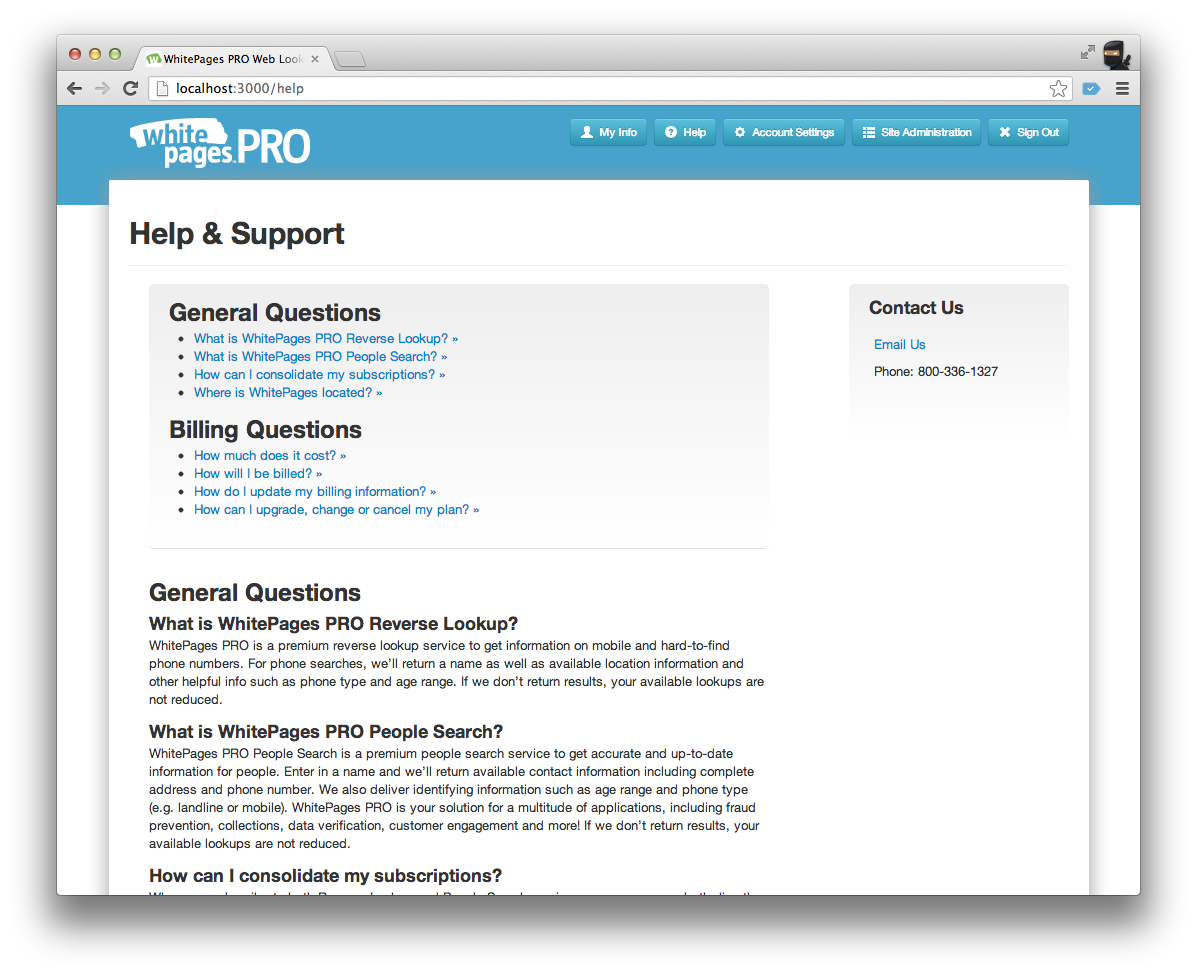 WhitePages PRO Web Look
localhost:3000/help
white
pages.PRO
My Info
Help
Account Settings
Site Administration
Sign Out
Help & Support
General Questions
What is WhitePages PRO Reverse Lookup? »
What is WhitePages PRO People Search? »
How can I consolidate my subscriptions? »
Where is WhitePages located? »
Billing Questions
How much does it cost? »
How will I be billed? »
How do I update my billing information? »
How can I upgrade, change or cancel my plan? »
Contact Us
Email Us
Phone: 800-336-1327
General Questions
What is WhitePages PRO Reverse Lookup?
WhitePages PRO is a premium reverse lookup service to get information on mobile and hard-to-find
phone numbers. For phone searches, we’ll return a name as well as available location information and
other helpful info such as phone type and age range. If we don’t return results, your available lookups are
not reduced.
What is WhitePages PRO People Search?
WhitePages PRO People Search is a premium people search service to get accurate and up-to-date
information for people. Enter in a name and we’ll return available contact information including complete
address and phone number. We also deliver identifying information such as age range and phone type
(e.g. landline or mobile). WhitePages PRO is your solution for a multitude of applications, including fraud
prevention, collections, data verification, customer engagement and more! If we don’t return results, your
available lookups are not reduced.
How can I consolidate my subscriptions?